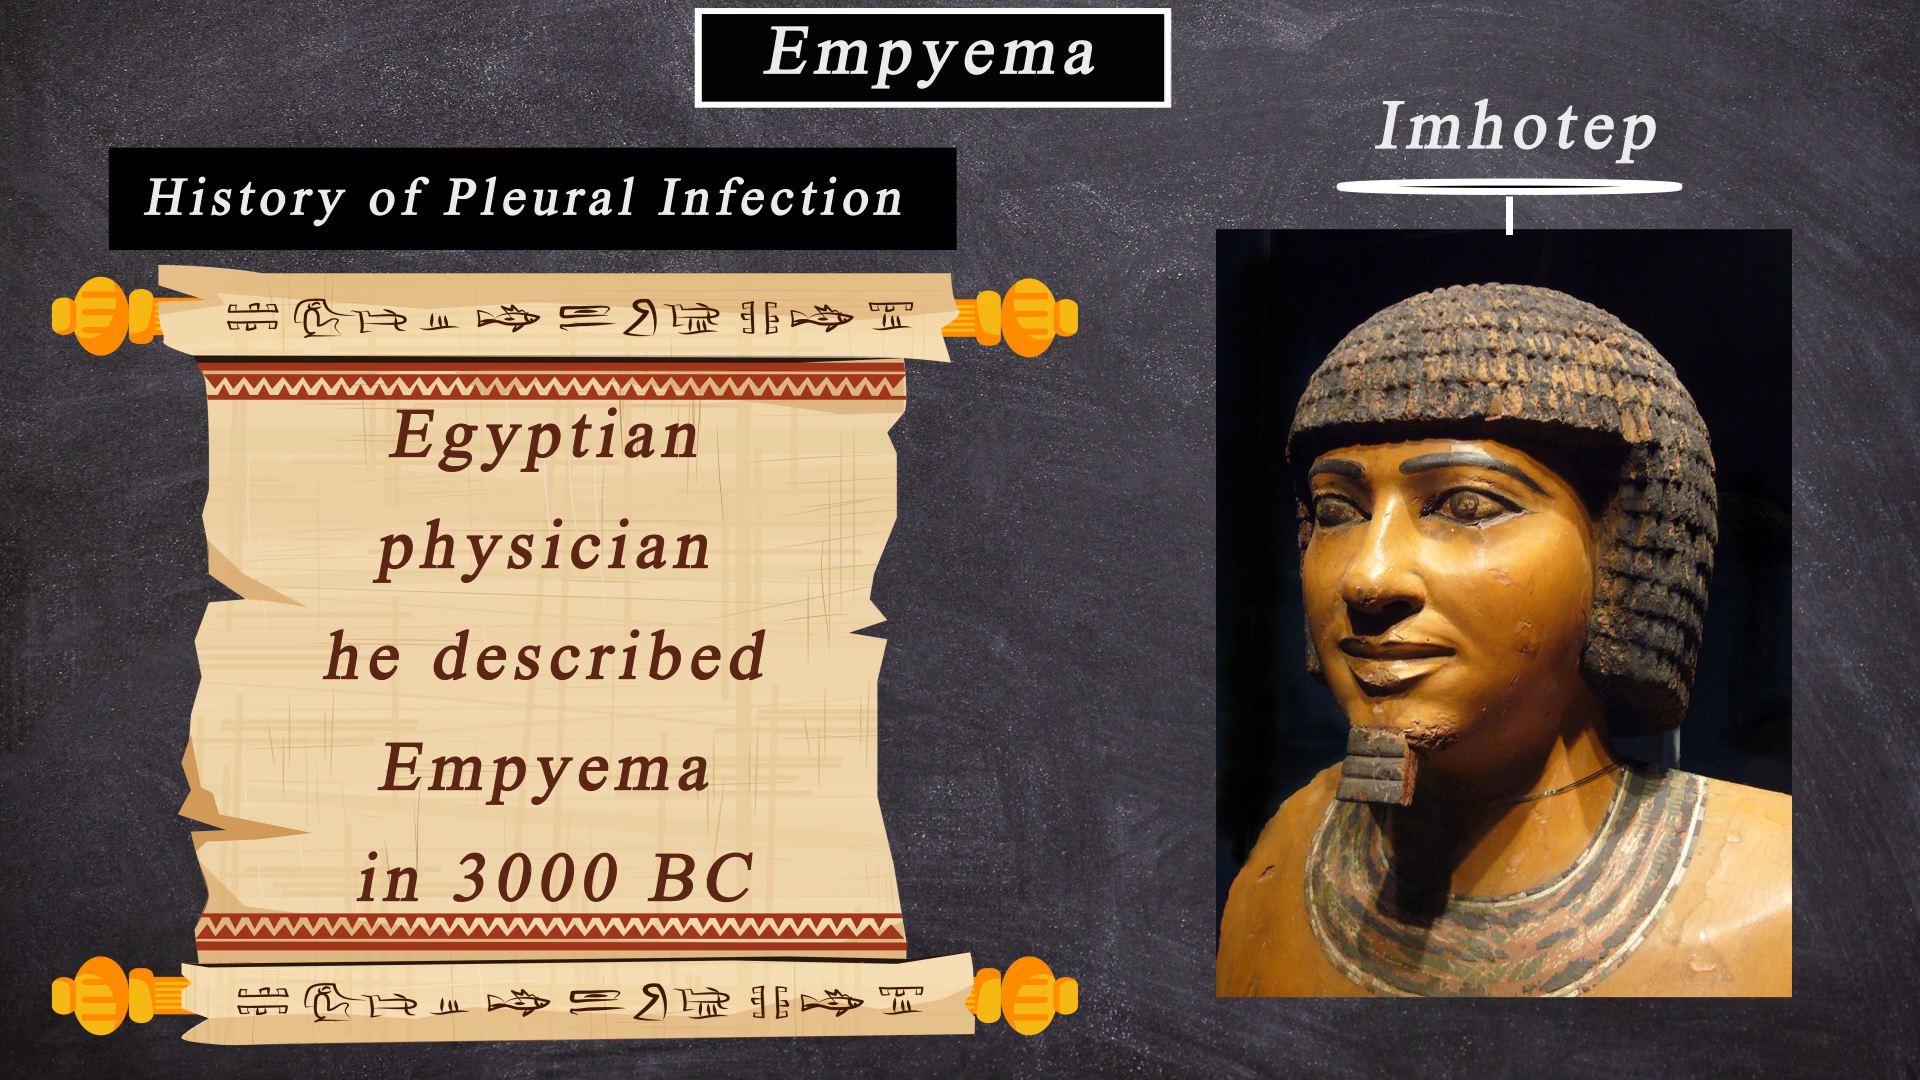 Empyema
Imhotep
History of Pleural Infection
Egyptian
physician
he described
Empyema
in 3000 BC